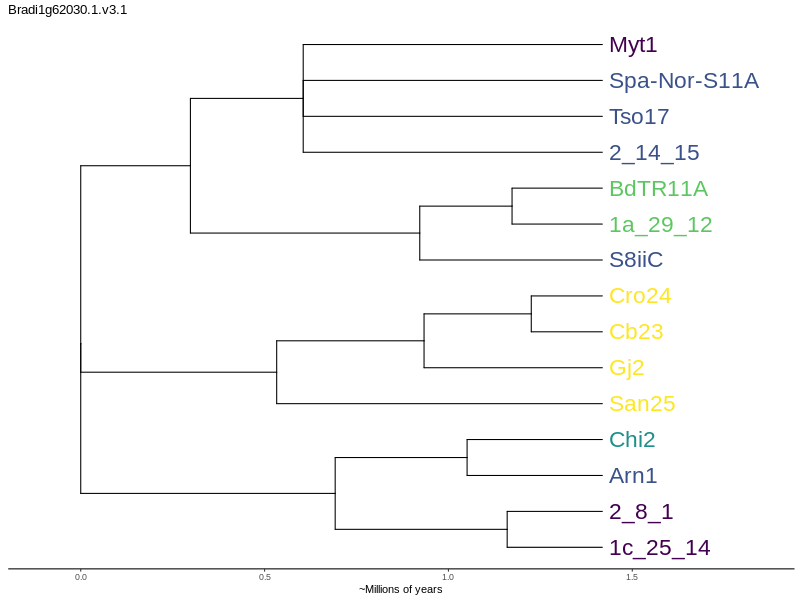 Bradi1g62030.1.v3.1
Myt1
Spa-Nor-S11A
Tso17
2_14_15
BdTR11A
1a_29_12
S8iiC
Cro24
Cb23
Gj2
San25
Chi2
Arn1
2_8_1
1c_25_14
0.0 0.5 1.0 1.5
~Millions of years